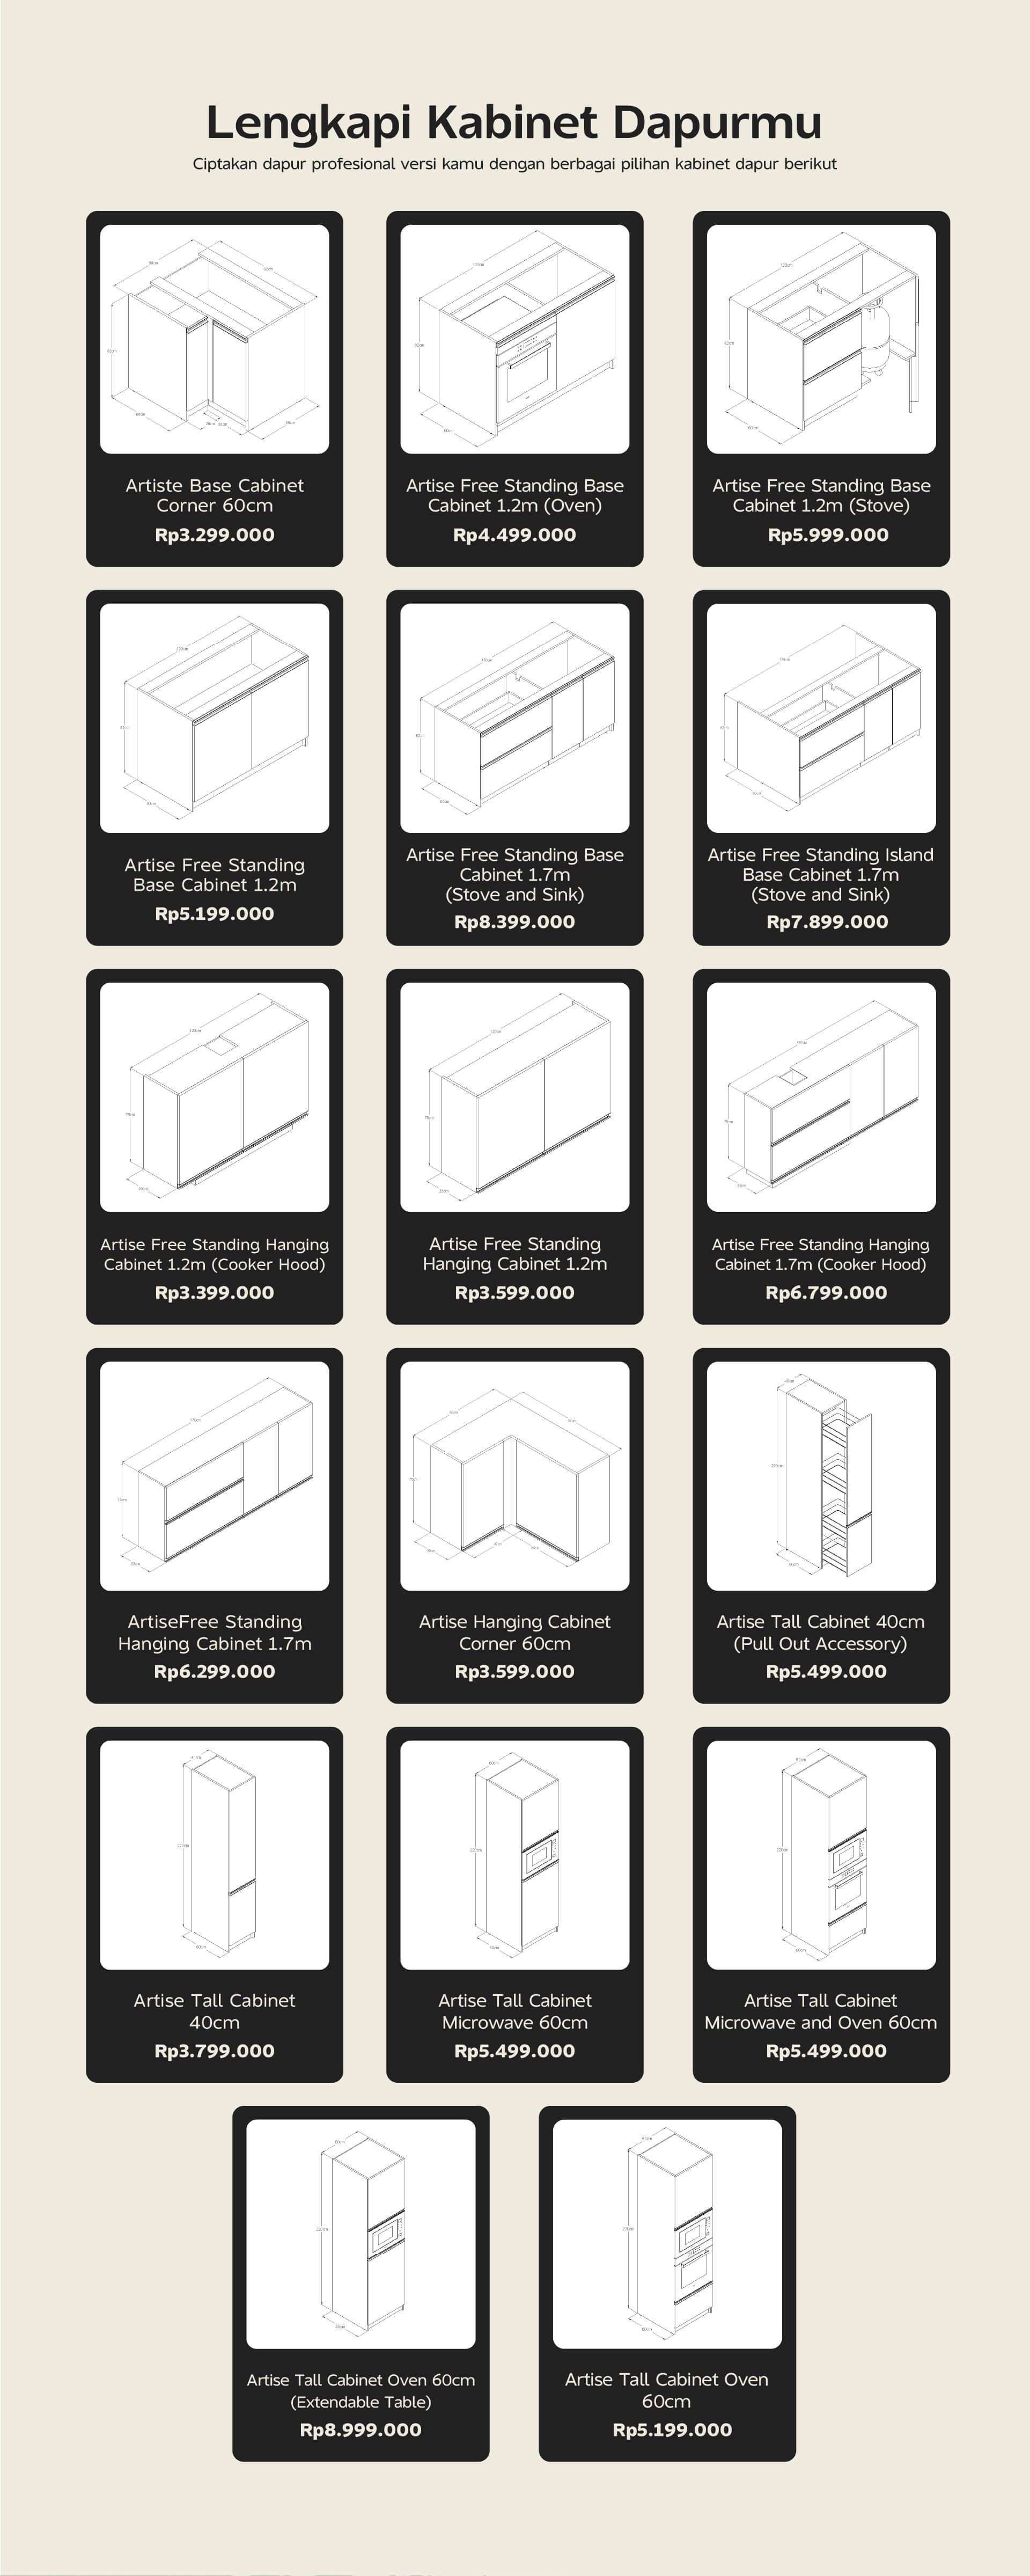 Lengkapi Kabinet Dapurmu
Ciptakan dapur profesional versi kamu dengan berbagai pilihan kabinet dapur berikut
Artiste Base Cabinet
Corner 60cm
Rp3.299.000
Artise Free Standing Base
Cabinet 1.2m (Oven)
Rp4.499.000
Artise Free Standing Base
Cabinet 1.2m (Stove)
Rp5.999.000
Artise Free Standing
Base Cabinet 1.2m
Rp5.199.000
Artise Free Standing Base
Cabinet 1.7m
(Stove and Sink)
Rp8.399.000
Artise Free Standing Island
Base Cabinet 1.7m
(Stove and Sink)
Rp7.899.000
Artise Free Standing Hanging
Cabinet 1.2m (Cooker Hood)
Rp3.399.000
Artise Free Standing
Hanging Cabinet 1.2m
Rp3.599.000
Artise Free Standing Hanging
Cabinet 1.7m (Cooker Hood)
Rp6.799.000
ArtiseFree Standing
Hanging Cabinet 1.7m
Rp6.299.000
Artise Hanging Cabinet
Corner 60cm
Rp3.599.000
Artise Tall Cabinet 40cm
(Pull Out Accessory)
Rp5.499.000
Artise Tall Cabinet
40cm
Rp3.799.000
Artise Tall Cabinet
Microwave 60cm
Rp5.499.000
Artise Tall Cabinet
Microwave and Oven 60cm
Rp5.499.000
Artise Tall Cabinet Oven 60cm
(Extendable Table)
Rp8.999.000
Artise Tall Cabinet Oven
60cm
Rp5.199.000